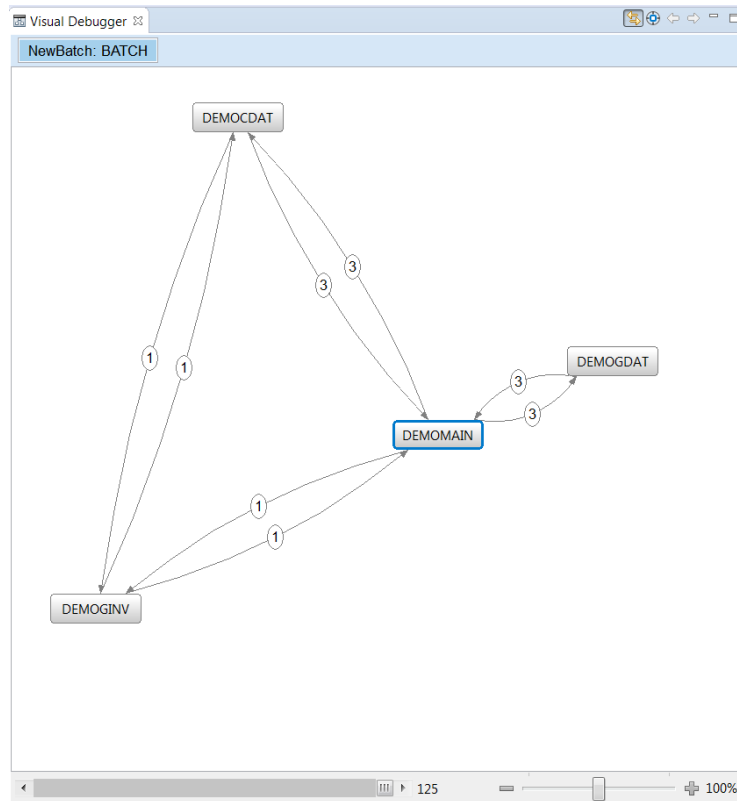 Visual Debugger
NewBatch: BATCH
DEMOCDAT
3
3
DEMOGDAT
1
1
3
3
DEMOMAIN
1
1
DEMOGINV
125
100%